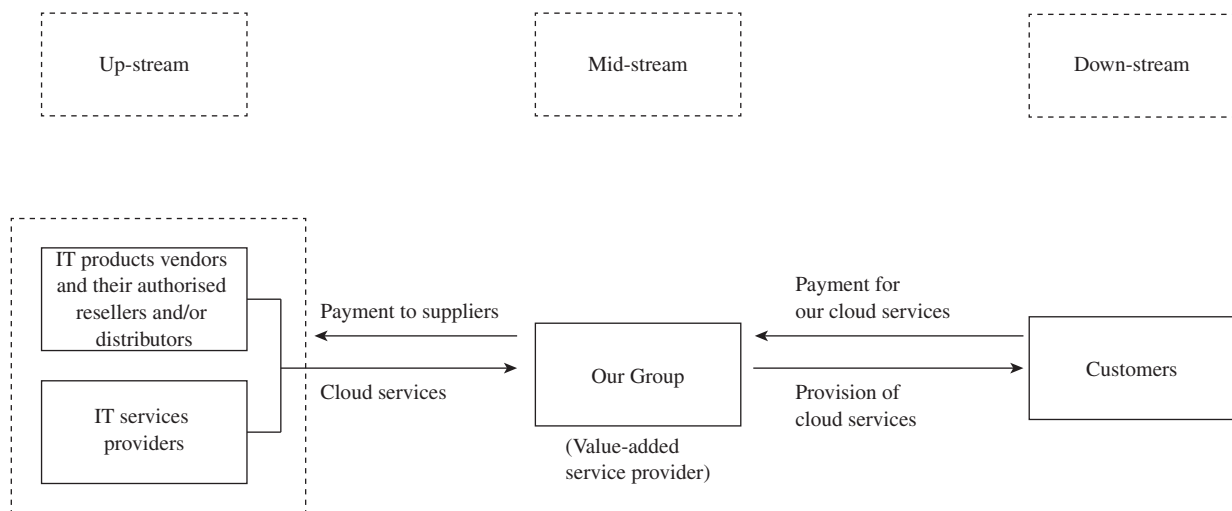 Up-stream
Mid-stream
Down-stream
IT products vendors
and their authorised
resellers and/or
distributors
IT services
providers
Payment to suppliers
Cloud services
Our Group
(Value-added
service provider)
Payment for
our cloud services
Provision of
cloud services
Customers